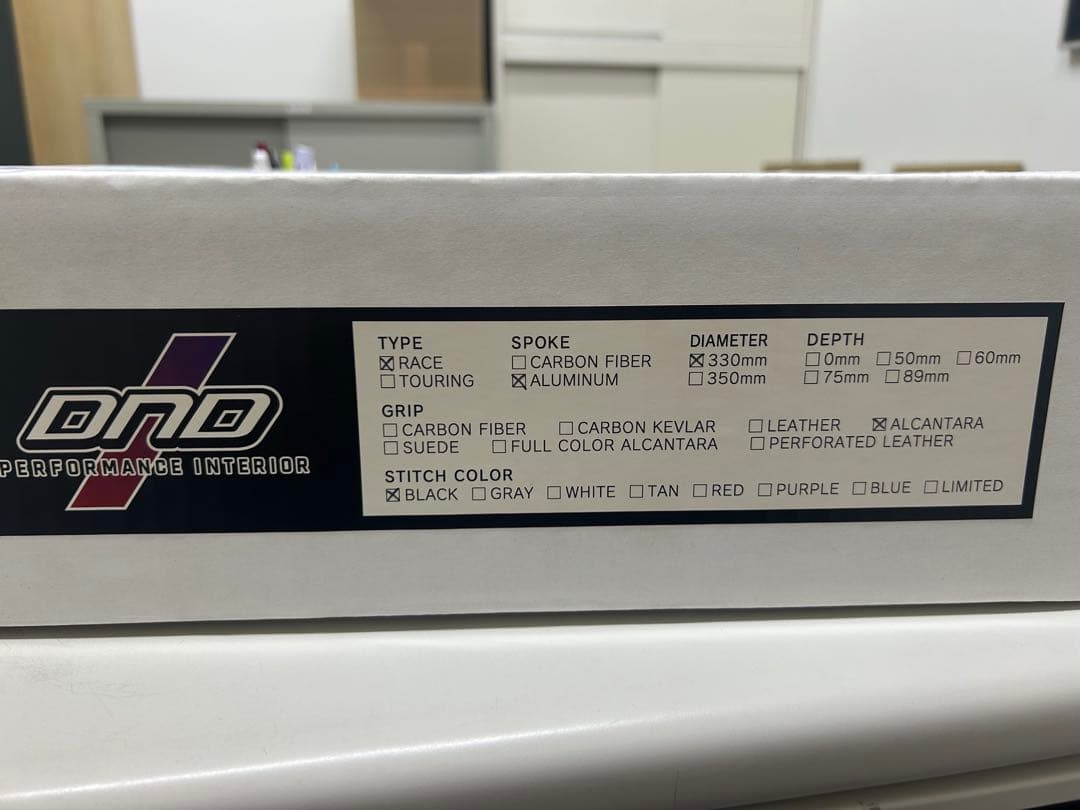 DND
PERFORMANCE INTERIOR
TYPE
☒ RACE
☐ TOURING
SPOKE
☐ CARBON FIBER
☒ ALUMINUM
DIAMETER
☒ 330mm
☐ 350mm
DEPTH
☐ 0mm ☐ 50mm ☐ 60mm
☐ 75mm ☐ 89mm
GRIP
☐ CARBON FIBER ☐ CARBON KEVLAR ☐ LEATHER ☒ ALCANTARA
☐ SUEDE ☐ FULL COLOR ALCANTARA ☐ PERFORATED LEATHER
STITCH COLOR
☒ BLACK ☐ GRAY ☐ WHITE ☐ TAN ☐ RED ☐ PURPLE ☐ BLUE ☐ LIMITED